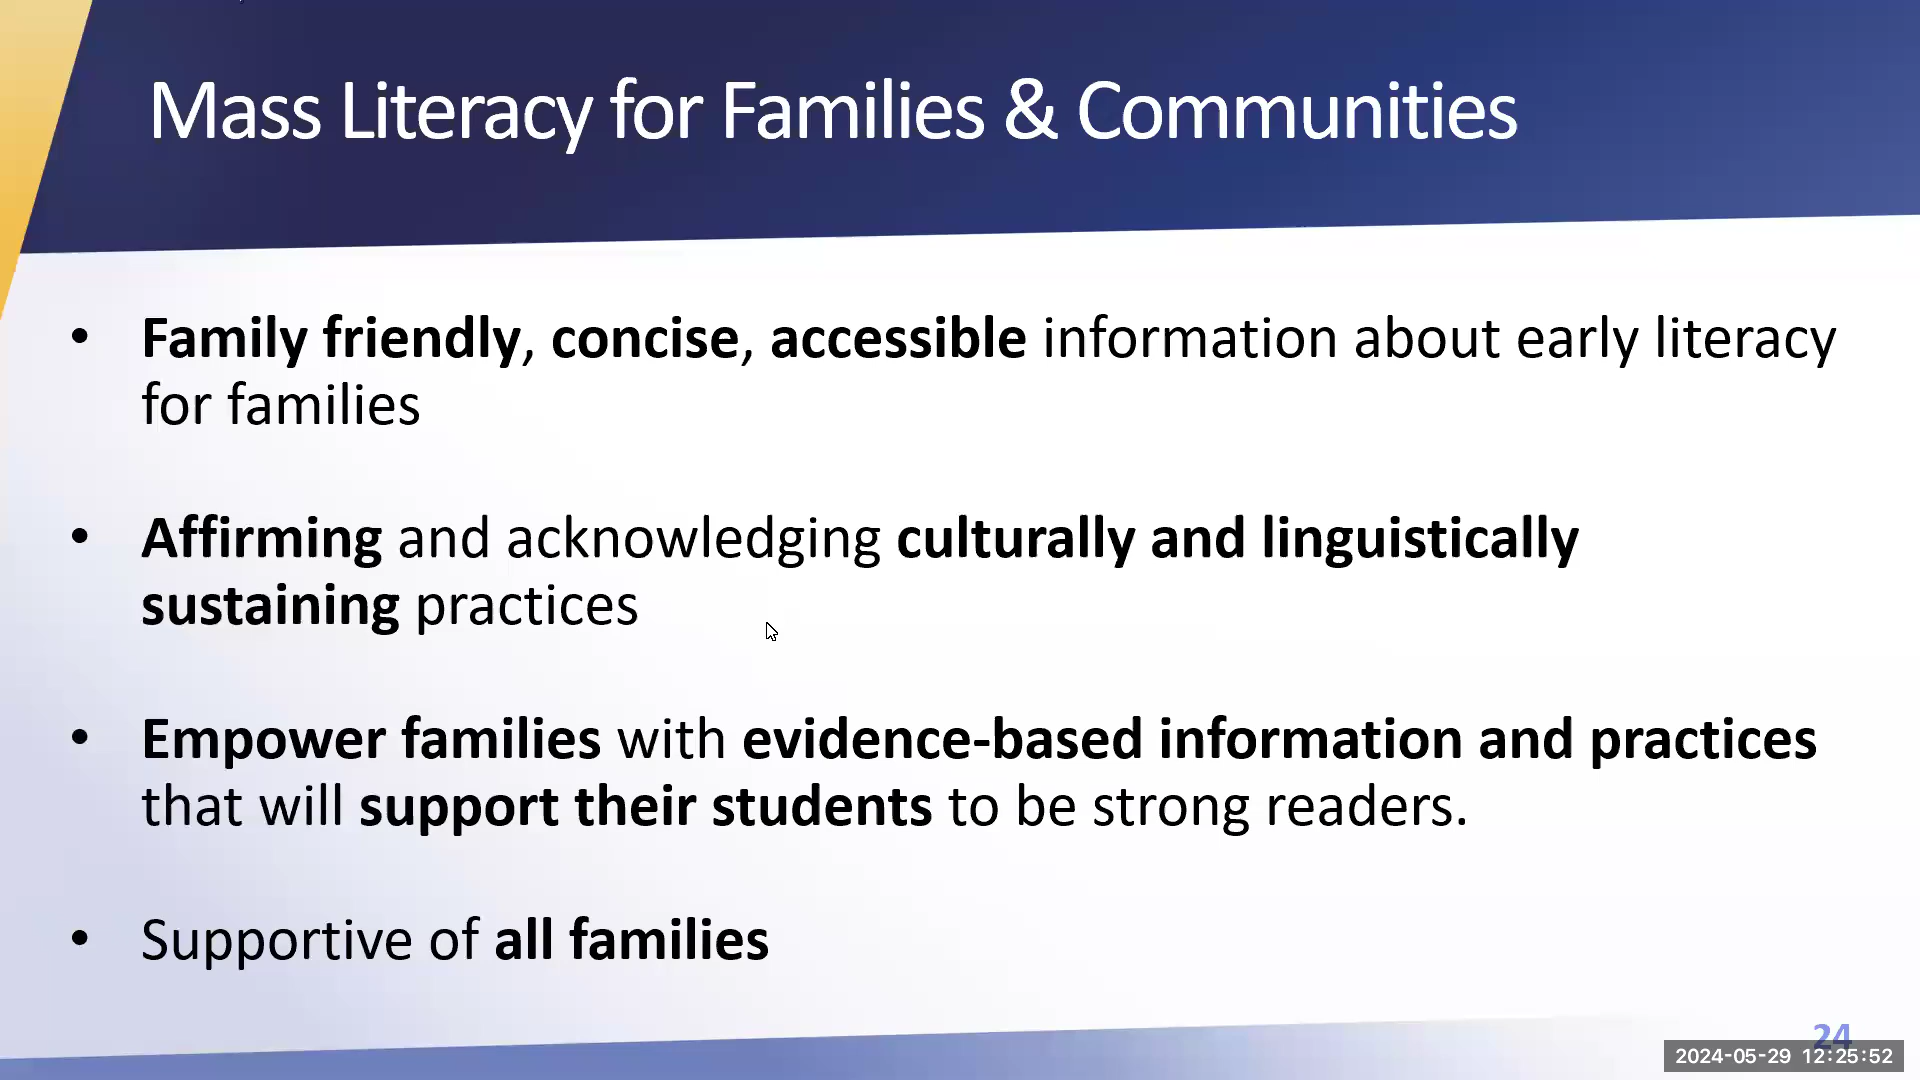 Mass Literacy for Families & Communities
• Family friendly, concise, accessible information about early literacy
for families
• Affirming and acknowledging culturally and linguistically
sustaining practices
• Empower families with evidence-based information and practices
that will support their students to be strong readers.
• Supportive of all families
24
2024-05-29 12:25:52